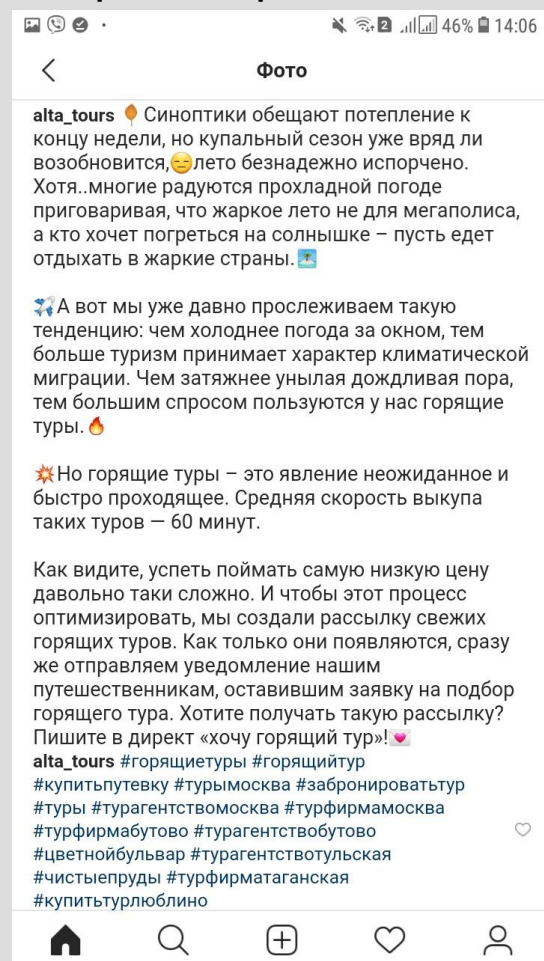 46% 14:06
Фото
alta_tours 🍂 Синоптики обещают потепление к
концу недели, но купальный сезон уже вряд ли
возобновится,😑лето безнадежно испорчено.
Хотя..многие радуются прохладной погоде
приговаривая, что жаркое лето не для мегаполиса,
а кто хочет погреться на солнышке – пусть едет
отдыхать в жаркие страны.🏝
✈А вот мы уже давно прослеживаем такую
тенденцию: чем холоднее погода за окном, тем
больше туризм принимает характер климатической
миграции. Чем затяжнее унылая дождливая пора,
тем большим спросом пользуются у нас горящие
туры.🔥
💥Но горящие туры – это явление неожиданное и
быстро проходящее. Средняя скорость выкупа
таких туров — 60 минут.
Как видите, успеть поймать самую низкую цену
давольно таки сложно. И чтобы этот процесс
оптимизировать, мы создали рассылку свежих
горящих туров. Как только они появляются, сразу
же отправляем уведомление нашим
путешественникам, оставившим заявку на подбор
горящего тура. Хотите получать такую рассылку?
Пишите в директ «хочу горящий тур»!💌
alta_tours #горящиетуры #горящийтур
#купитьпутевку #турымосква #забронироватьтур
#туры #турагентствомосква #турфирмамосква
#турфирмабутово #турагентствобутово
#цветнойбульвар #турагентствотульская
#чистыепруды #турфирматаганская
#купитьтурлюблино